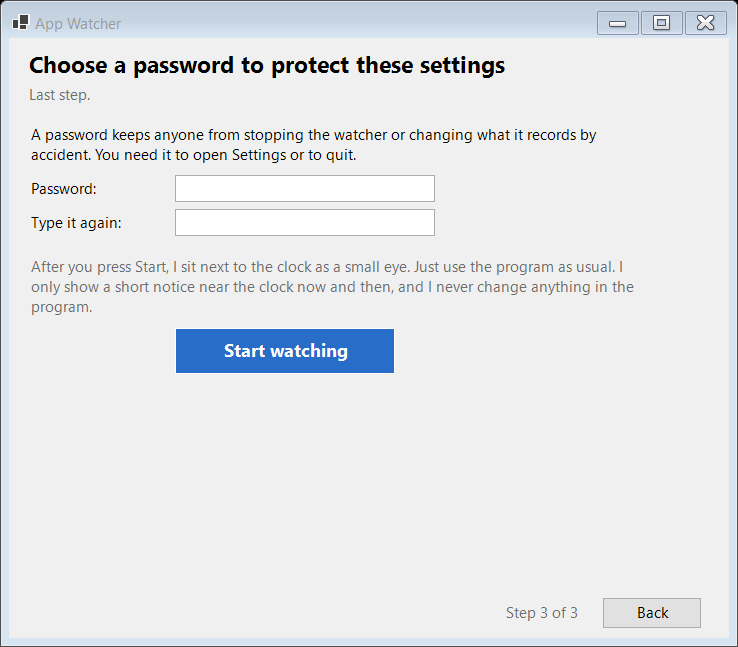 App Watcher
Choose a password to protect these settings
Last step.
A password keeps anyone from stopping the watcher or changing what it records by
accident. You need it to open Settings or to quit.
Password:
Type it again:
After you press Start, I sit next to the clock as a small eye. Just use the program as usual. I
only show a short notice near the clock now and then, and I never change anything in the
program.
Start watching
Step 3 of 3
Back